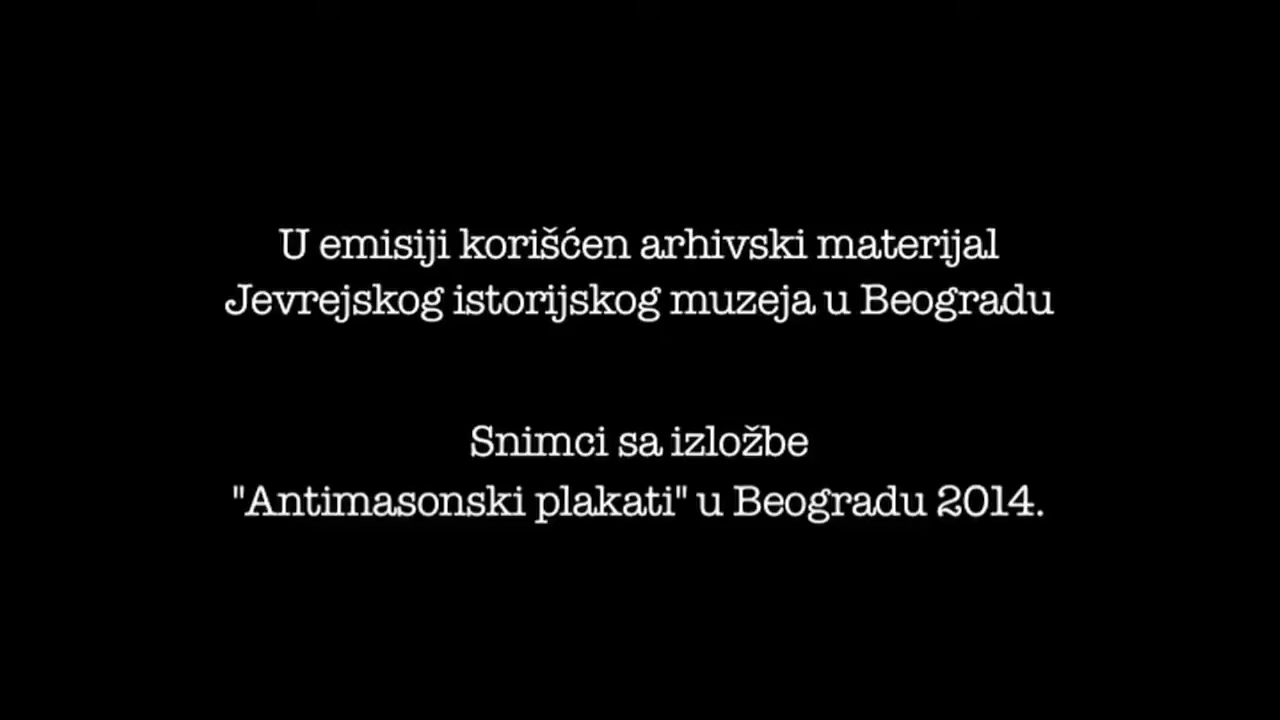 U emisiji korišćen arhivski materijal
Jevrejskog istorijskog muzeja u Beogradu
Snimci sa izložbe
"Antimasonski plakati" u Beogradu 2014.